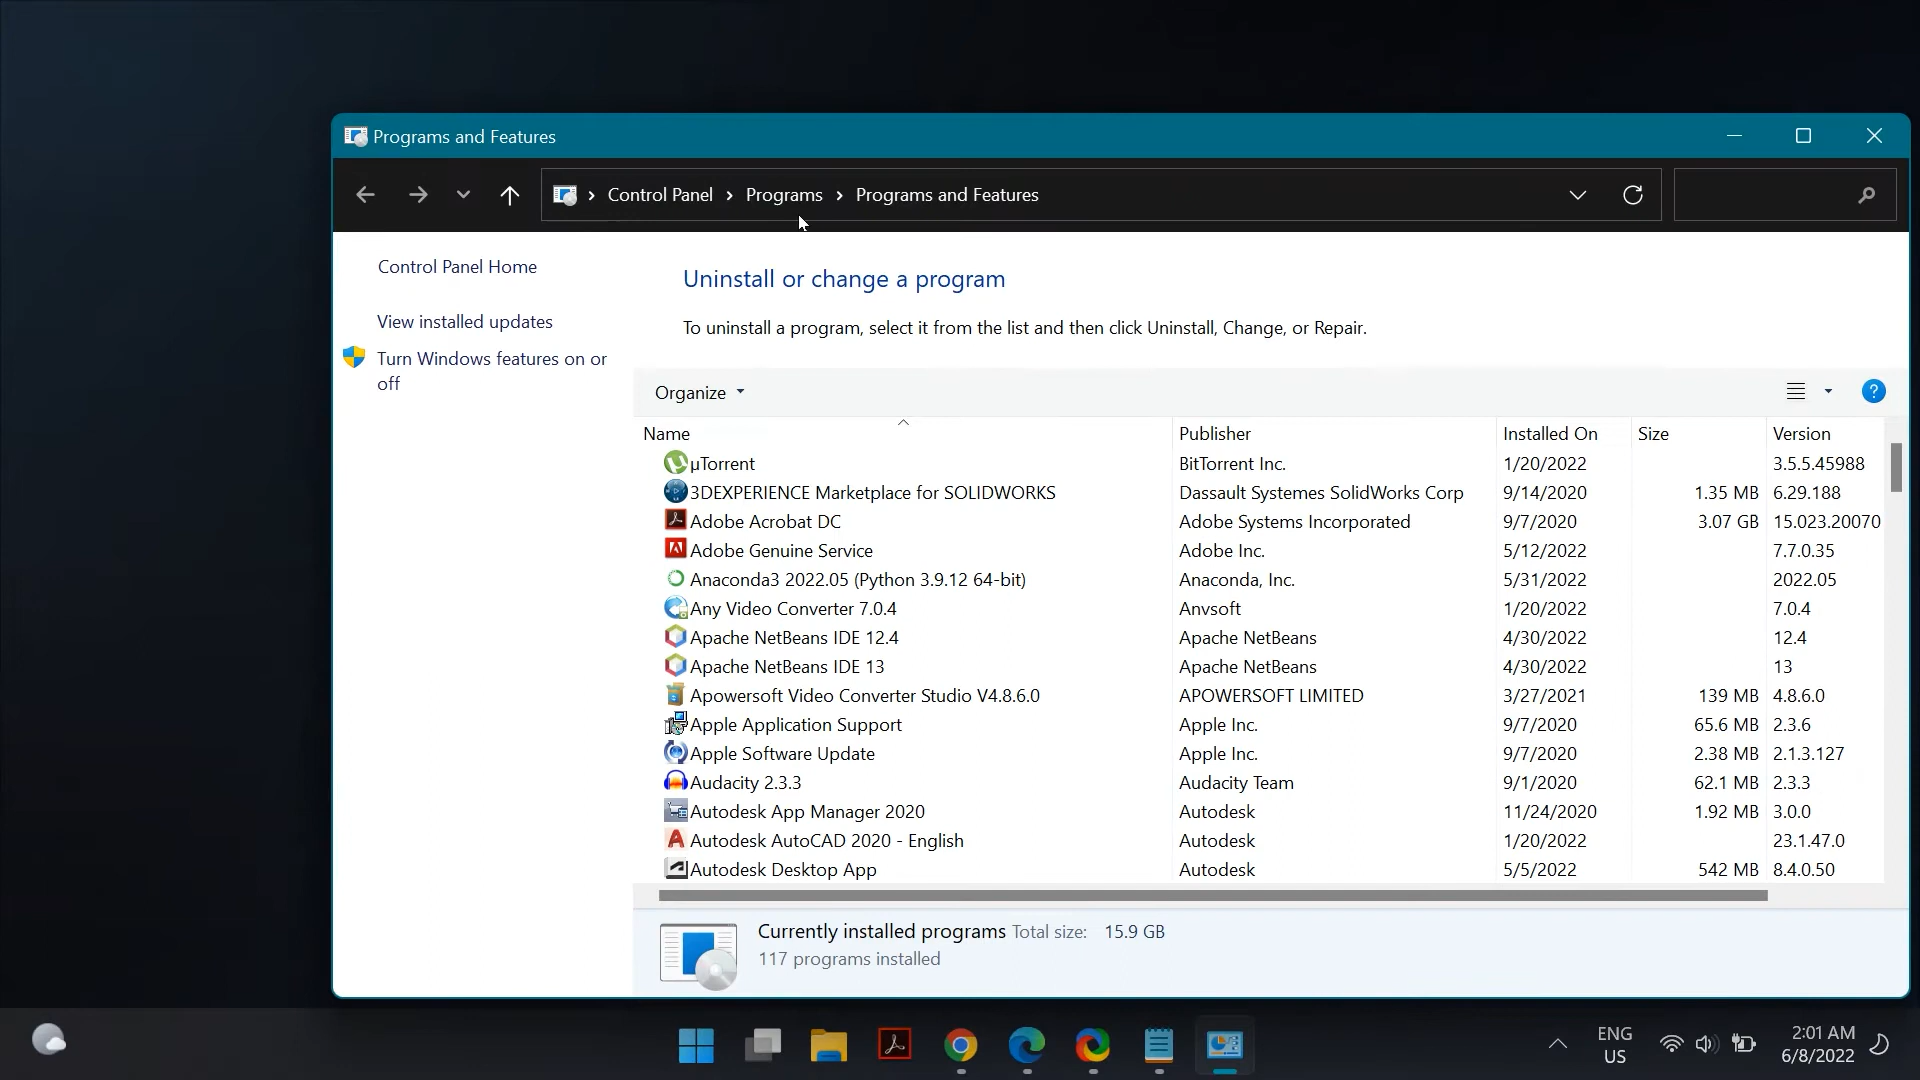 Programs and Features
Control Panel > Programs > Programs and Features
Control Panel Home
View installed updates
Turn Windows features on or
off
Uninstall or change a program
To uninstall a program, select it from the list and then click Uninstall, Change, or Repair.
Organize
Name Publisher Installed On Size Version
µTorrent BitTorrent Inc. 1/20/2022 3.5.5.45988
3DEXPERIENCE Marketplace for SOLIDWORKS Dassault Systemes SolidWorks Corp 9/14/2020 1.35 MB 6.29.188
Adobe Acrobat DC Adobe Systems Incorporated 9/7/2020 3.07 GB 15.023.20070
Adobe Genuine Service Adobe Inc. 5/12/2022 7.7.0.35
Anaconda3 2022.05 (Python 3.9.12 64-bit) Anaconda, Inc. 5/31/2022 2022.05
Any Video Converter 7.0.4 Anvsoft 1/20/2022 7.0.4
Apache NetBeans IDE 12.4 Apache NetBeans 4/30/2022 12.4
Apache NetBeans IDE 13 Apache NetBeans 4/30/2022 13
Apowersoft Video Converter Studio V4.8.6.0 APOWERSOFT LIMITED 3/27/2021 139 MB 4.8.6.0
Apple Application Support Apple Inc. 9/7/2020 65.6 MB 2.3.6
Apple Software Update Apple Inc. 9/7/2020 2.38 MB 2.1.3.127
Audacity 2.3.3 Audacity Team 9/1/2020 62.1 MB 2.3.3
Autodesk App Manager 2020 Autodesk 11/24/2020 1.92 MB 3.0.0
Autodesk AutoCAD 2020 - English Autodesk 1/20/2022 23.1.47.0
Autodesk Desktop App Autodesk 5/5/2022 542 MB 8.4.0.50
Currently installed programs Total size: 15.9 GB
117 programs installed
ENG
US
2:01 AM
6/8/2022